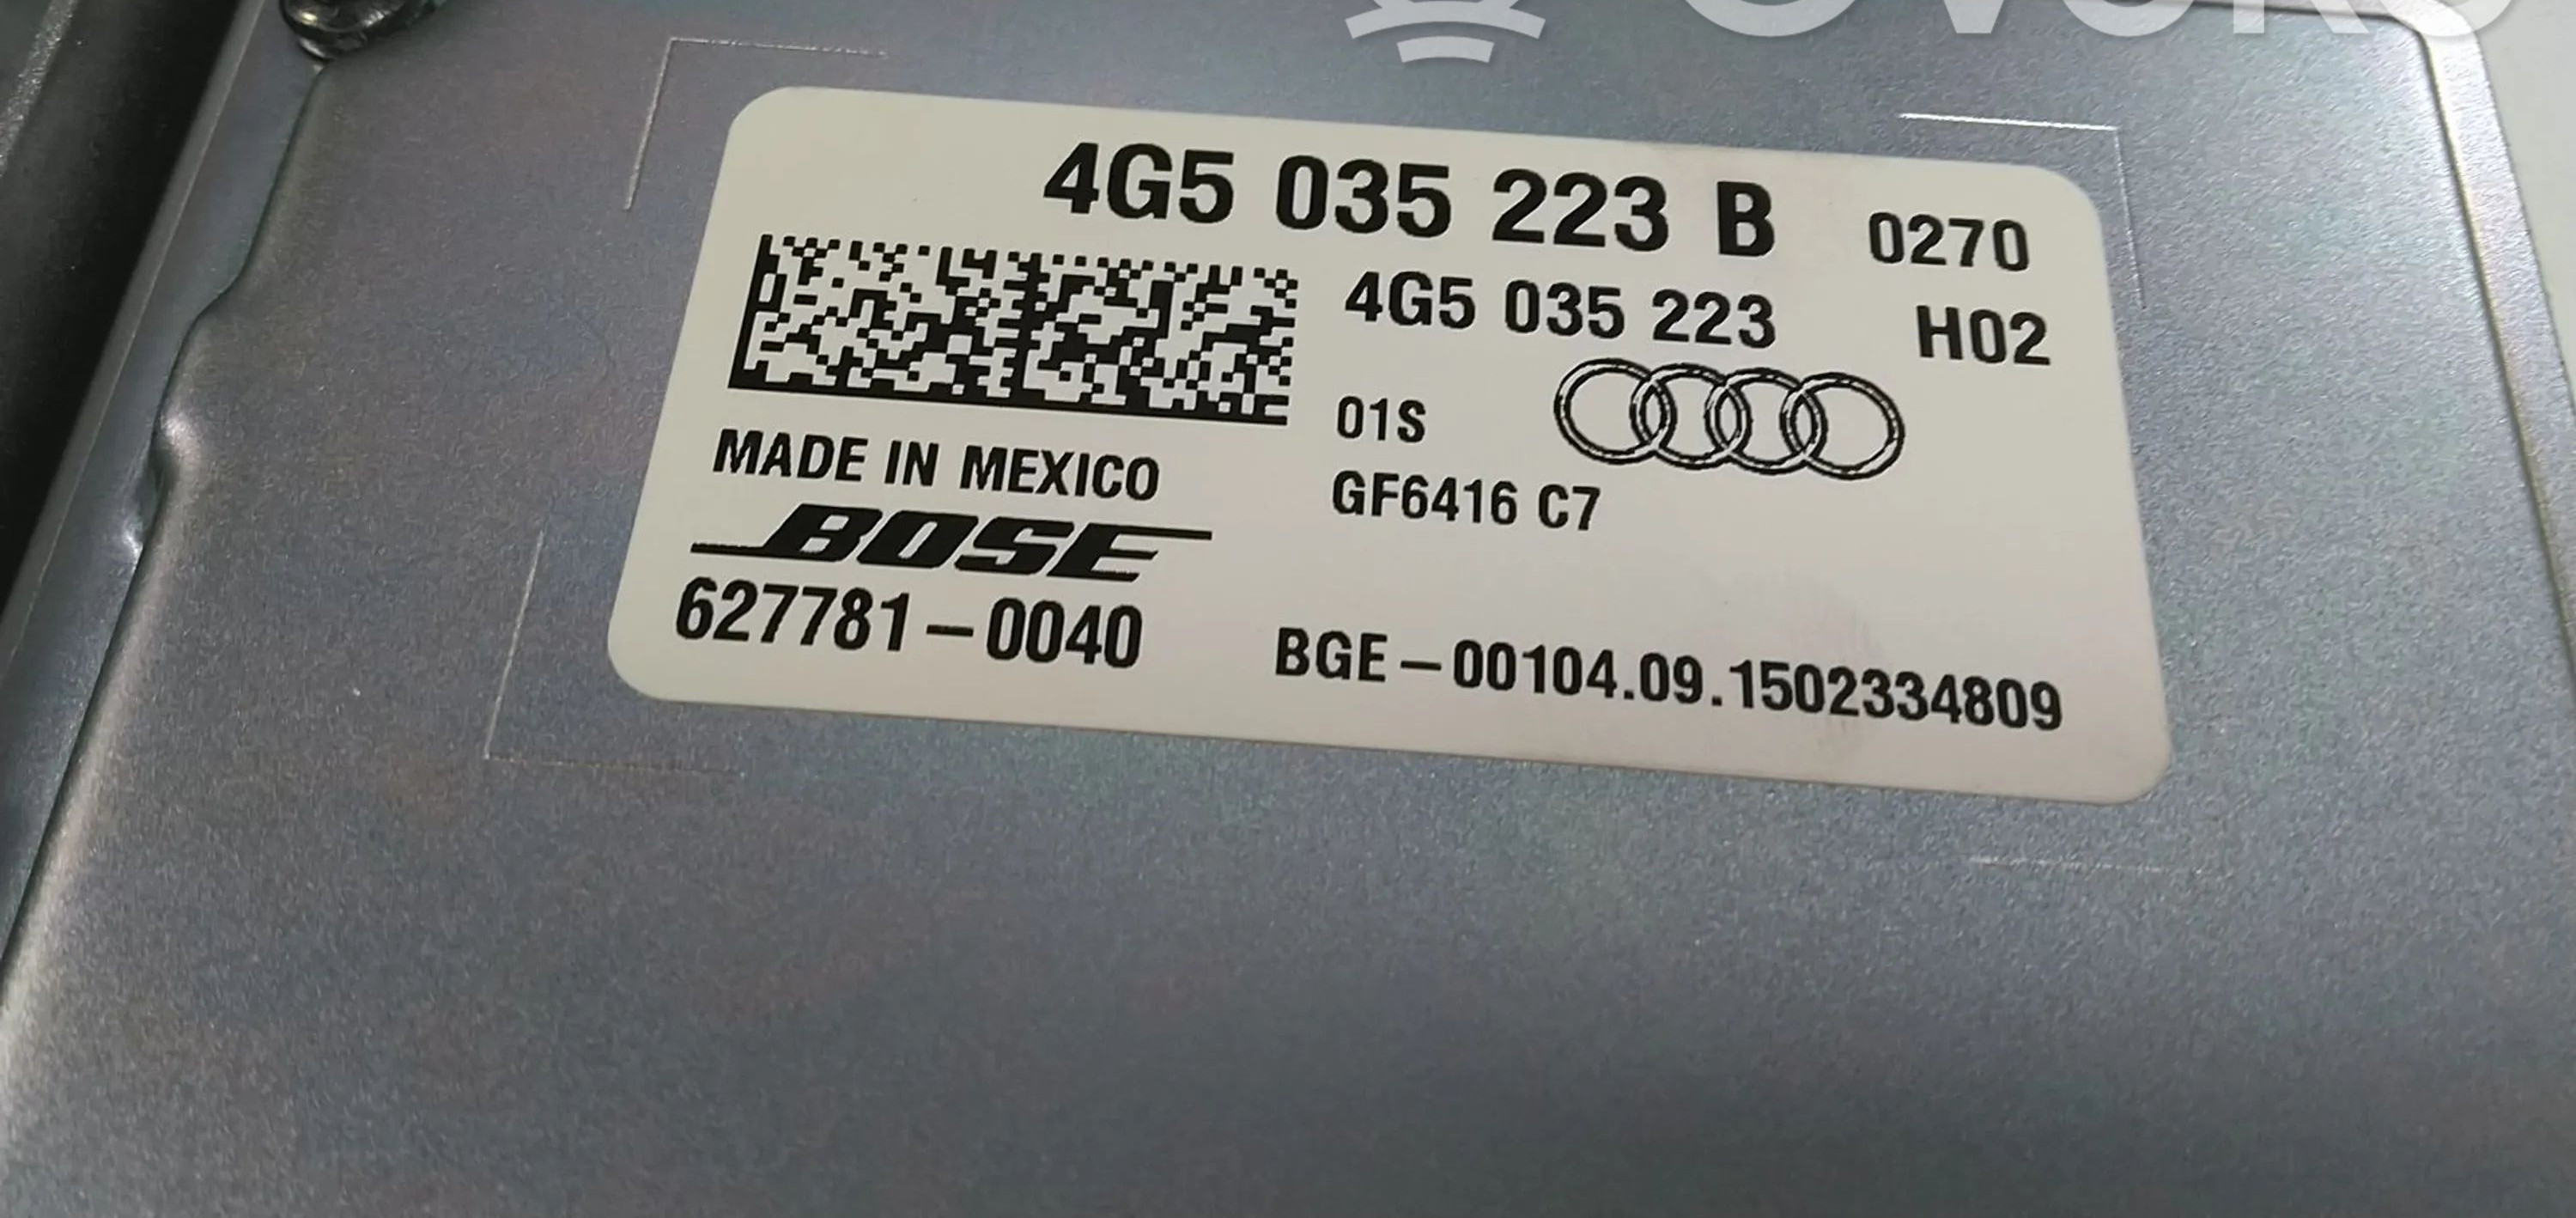 4G5 035 223 B 0270
4G5 035 223 H02
01S
MADE IN MEXICO
GF6416 C7
BOSE
627781-0040
BGE-00104.09.1502334809